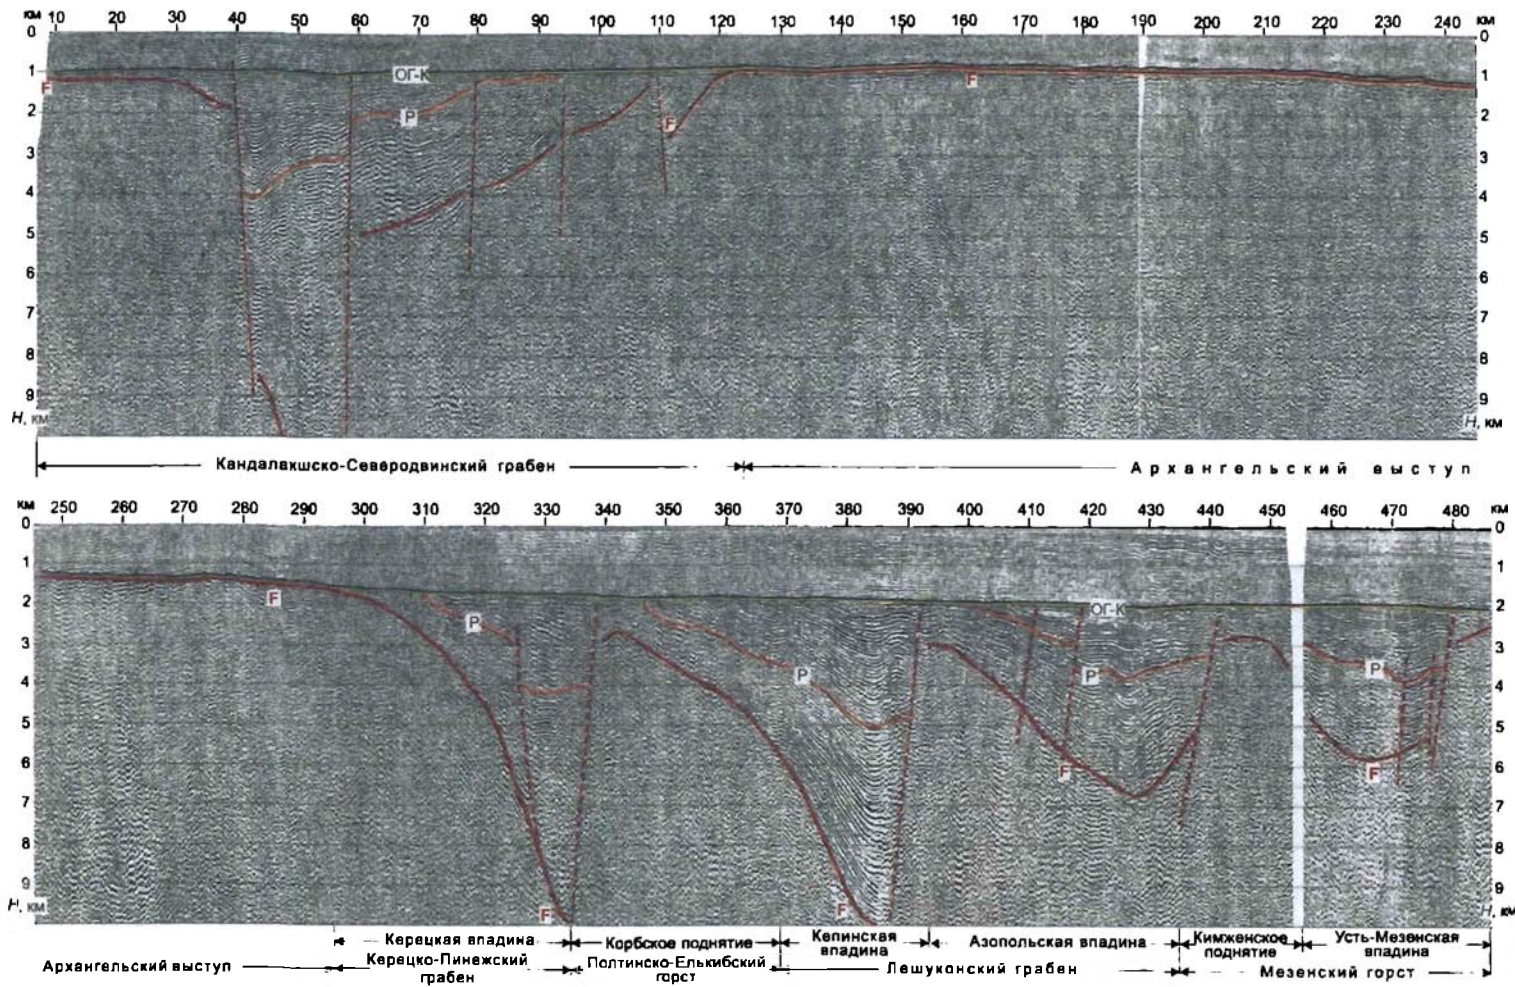 км 10 20 30 40 50 60 70 80 90 100 110 120 130 140 150 160 170 180 190 200 210 220 230 240 км
0 0
1 ОГ-К 1
F F
2 Р F 2
3 3
4 4
5 5
6 6
7 7
8 8
9 9
Н, км Н, км
Кандалакшско-Северодвинский грабен Архангельский выступ
км 250 260 270 280 290 300 310 320 330 340 350 360 370 380 390 400 410 420 430 440 450 460 470 480 км
0 0
1 1
2 F ОГ-К 2
Р
3 3
4 Р Р Р 4
5 5
6 F F 6
7 7
8 8
9 9
Н, км F F Н, км
Керецкая впадина Корбское поднятие Кепинская впадина Азопольская впадина Кимженское поднятие Усть-Мезенская впадина
Архангельский выступ Керецко-Пинежский грабен Полтинско-Елькибский горст Лешуконский грабен Мезенский горст